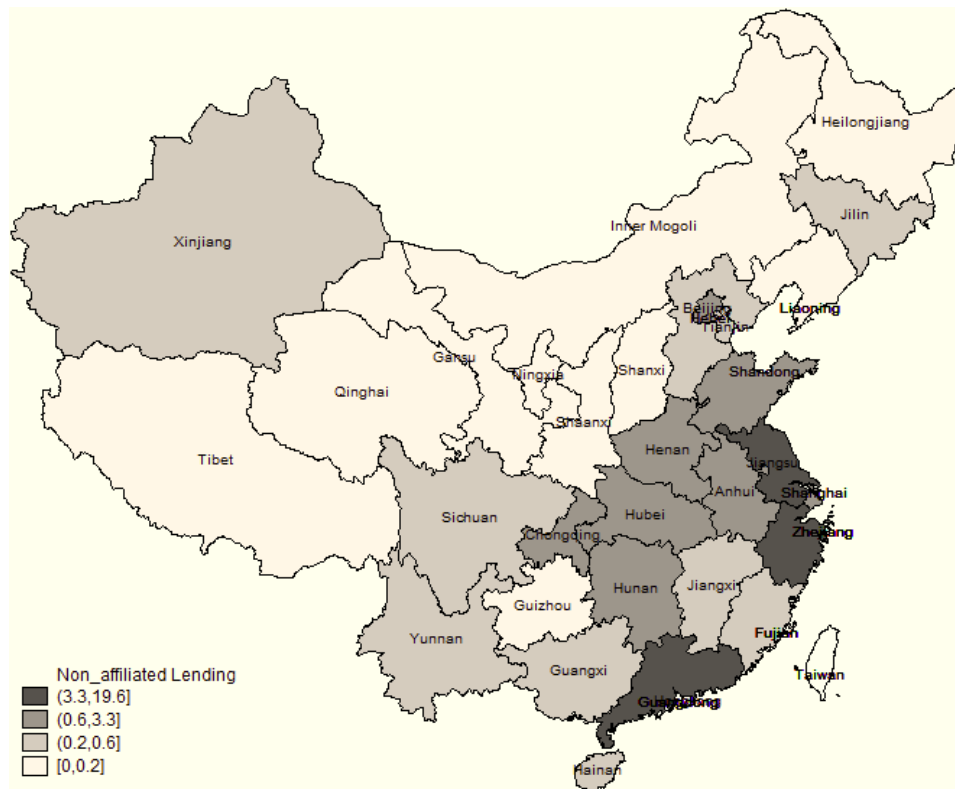 Heilongjiang
Jilin
Inner Mogoli
Xinjiang
Beijing
Hebei
Tianjin
Liaoning
Gansu
Ningxia
Shanxi
Shandong
Qinghai
Shaanxi
Henan
Jiangsu
Tibet
Anhui
Shanghai
Sichuan
Hubei
Chongqing
Zhejiang
Hunan
Jiangxi
Guizhou
Yunnan
Fujian
Guangxi
Taiwan
Guangdong
Hainan
Non_affiliated Lending
(3.3,19.6]
(0.6,3.3]
(0.2,0.6]
[0,0.2]